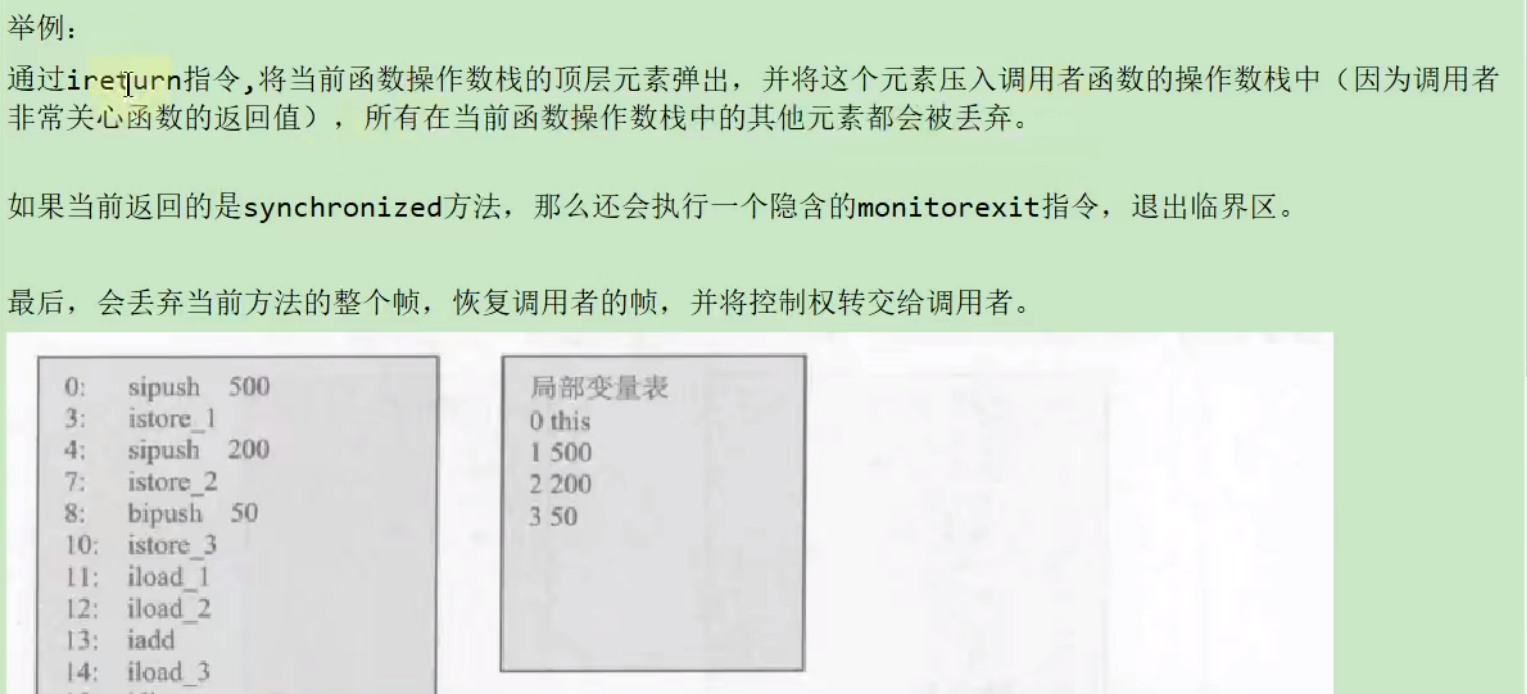 举例：
通过ireturn指令,将当前函数操作数栈的顶层元素弹出，并将这个元素压入调用者函数的操作数栈中（因为调用者
非常关心函数的返回值），所有在当前函数操作数栈中的其他元素都会被丢弃。
如果当前返回的是synchronized方法，那么还会执行一个隐含的monitorexit指令，退出临界区。
最后，会丢弃当前方法的整个帧，恢复调用者的帧，并将控制权转交给调用者。
0: sipush 500
3: istore_1
4: sipush 200
7: istore_2
8: bipush 50
10: istore_3
11: iload_1
12: iload_2
13: iadd
14: iload_3
局部变量表
0 this
1 500
2 200
3 50